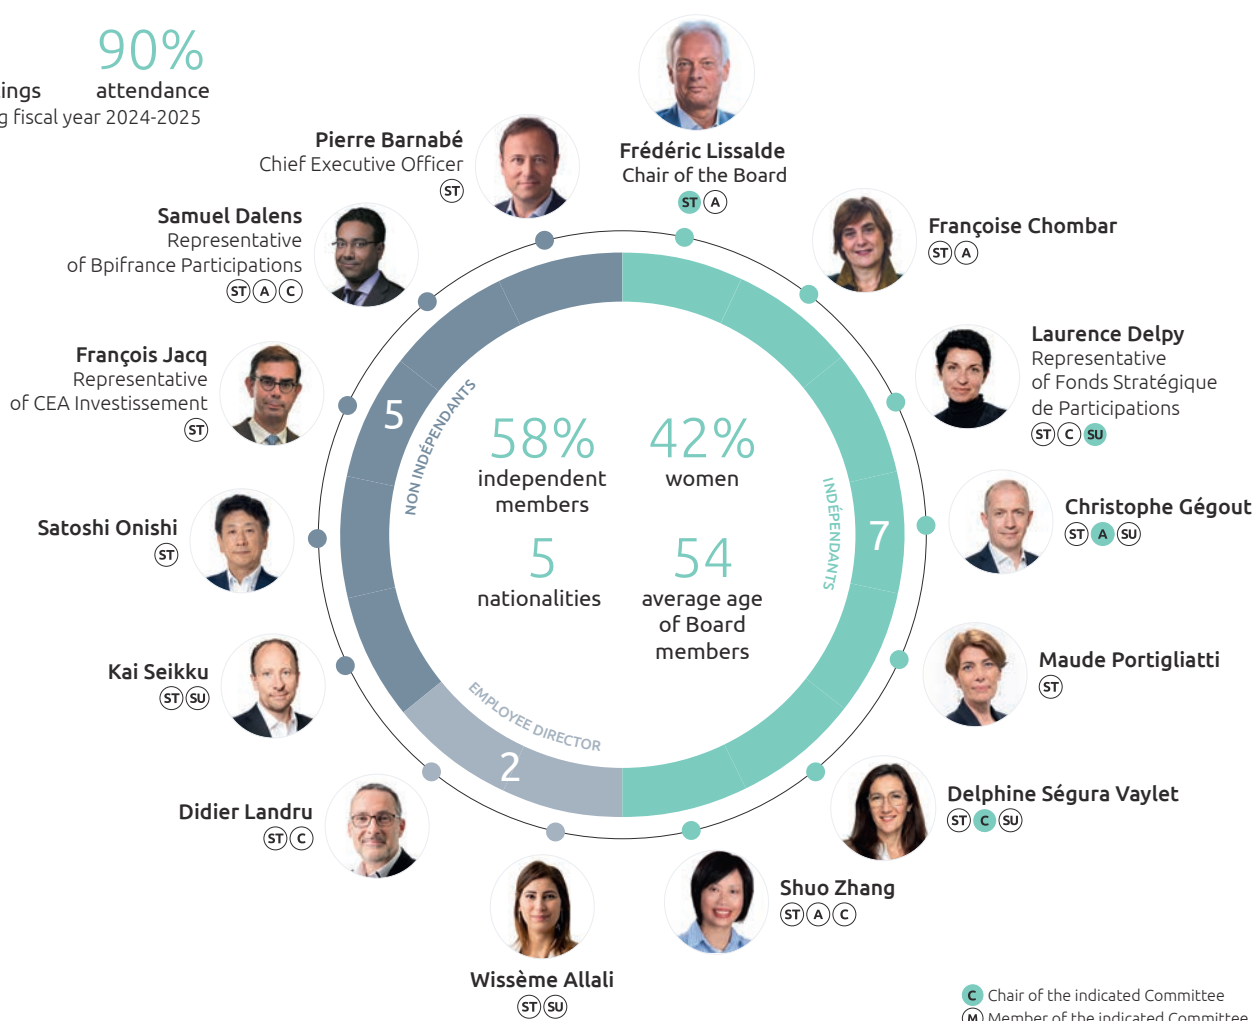 90%
attendance
fiscal year 2024-2025
Pierre Barnabé
Chief Executive Officer
ST
Frédéric Lissalde
Chair of the Board
ST A
Samuel Dalens
Representative
of Bpifrance Participations
ST A C
Françoise Chombar
ST A
François Jacq
Representative
of CEA Investissement
ST
Laurence Delpy
Representative
of Fonds Stratégique
de Participations
ST C SU
Satoshi Onishi
ST
Christophe Gégout
ST A SU
Kai Seikku
ST SU
Maude Portigliatti
ST
Didier Landru
ST C
Delphine Ségura Vaylet
ST C SU
Wissème Allali
ST SU
Shuo Zhang
ST A C
5
NON INDÉPENDANTS
58%
independent
members
42%
women
5
nationalities
54
average age
of Board
members
INDÉPENDANTS
7
EMPLOYEE DIRECTOR
2
C Chair of the indicated Committee
M Member of the indicated Committee